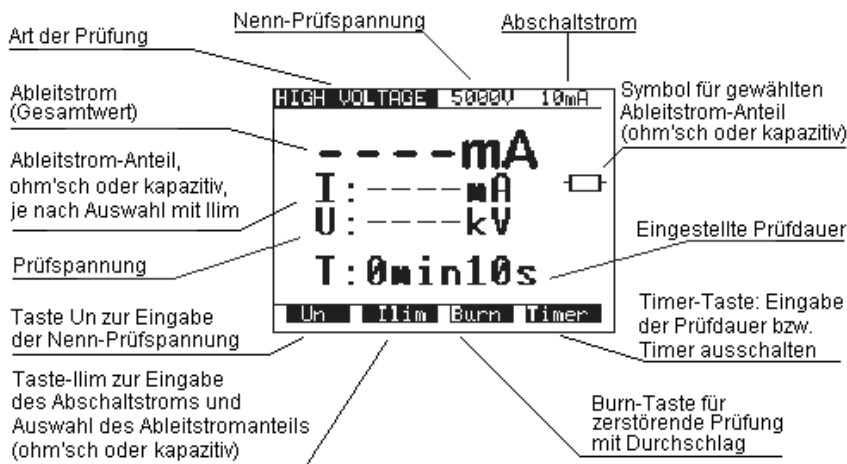 Nenn-Prüfspannung
Abschaltstrom
Art der Prüfung
Ableitstrom
(Gesamtwert)
Ableitstrom-Anteil,
ohm'sch oder kapazitiv,
je nach Auswahl mit Ilim
Prüfspannung
Taste Un zur Eingabe
der Nenn-Prüfspannung
Taste-Ilim zur Eingabe
des Abschaltstroms und
Auswahl des Ableitstromanteils
(ohm'sch oder kapazitiv)
HIGH VOLTAGE 5000V 10mA
----mA
I:----mA
U:----kV
T:0min10s
Un Ilim Burn Timer
Symbol für gewählten
Ableitstrom-Anteil
(ohm'sch oder kapazitiv)
Eingestellte Prüfdauer
Timer-Taste: Eingabe
der Prüfdauer bzw.
Timer ausschalten
Burn-Taste für
zerstörende Prüfung
mit Durchschlag